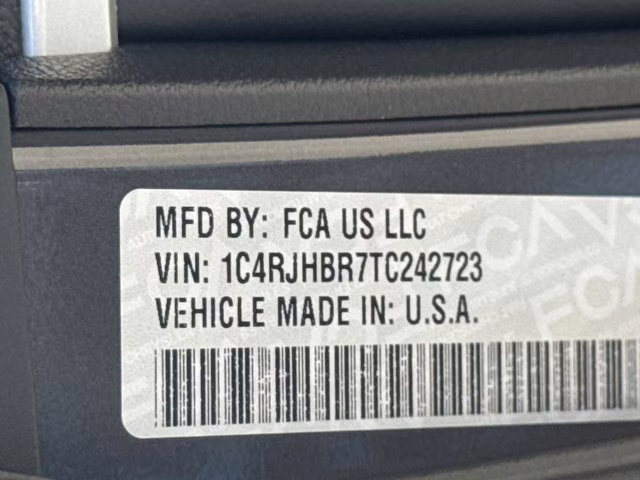 MFD BY: FCA US LLC
VIN: 1C4RJHBR7TC242723
VEHICLE MADE IN: U.S.A.